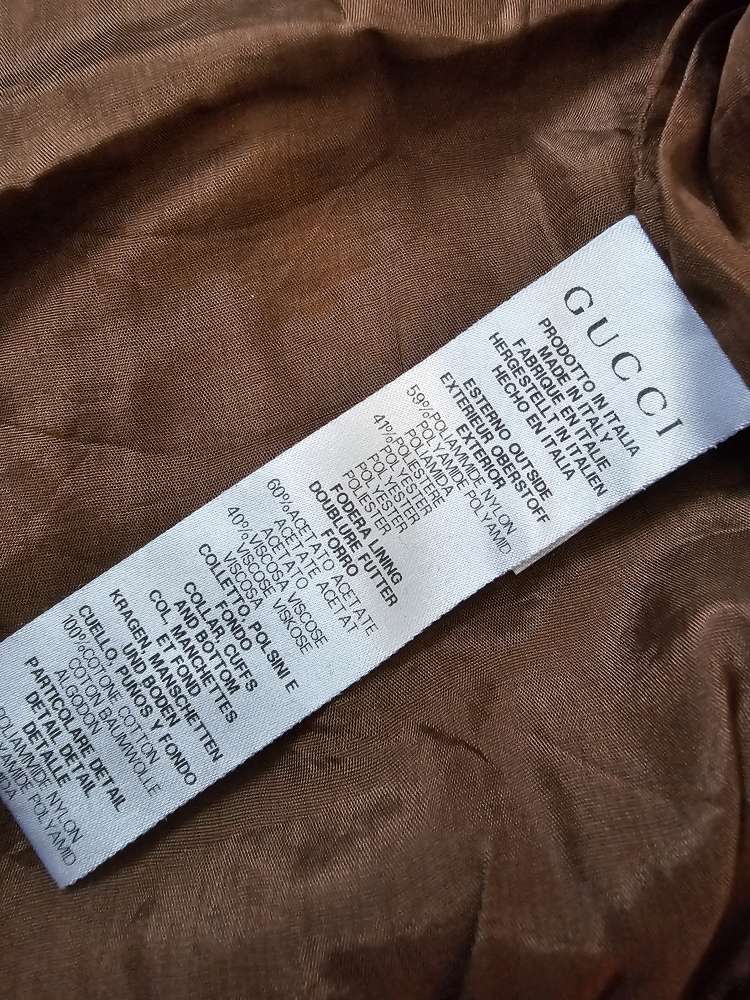 GUCCI
PRODOTTO IN ITALIA
MADE IN ITALY
FABRIQUE EN ITALIE
HERGESTELLT IN ITALIEN
HECHO EN ITALIA
ESTERNO OUTSIDE
EXTERIEUR OBERSTOFF
EXTERIOR
59%POLIAMMIDE NYLON
POLYAMIDE POLYAMID
POLIAMIDA
41%POLIESTERE
POLYESTER
POLYESTER
POLIESTER
FODERA LINING
DOUBLURE FUTTER
FORRO
60%ACETATO ACETATE
ACETATE ACETAT
ACETATO
40%VISCOSA VISCOSE
VISCOSE VISKOSE
VISCOSA
COLLETTO, POLSINI E
FONDO
COLLAR, CUFFS
AND BOTTOM
COL, MANCHETTES
ET FOND
KRAGEN, MANSCHETTEN
UND BODEN
CUELLO, PUNOS Y FONDO
100%COTONE COTTON
COTON BAUMWOLLE
ALGODON
PARTICOLARE DETAIL
DETAIL DETAIL
DETALLE
NYLON
POLYAMID